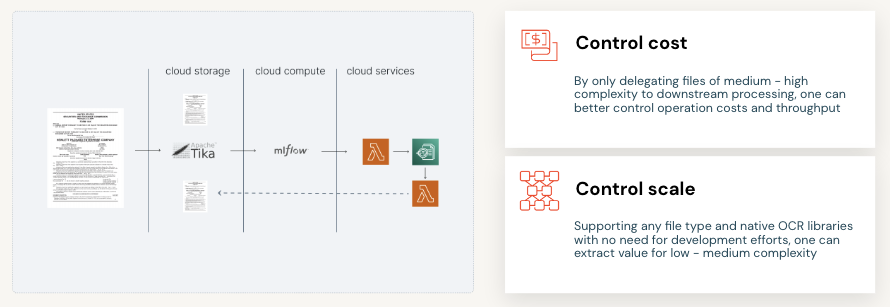 cloud storage
cloud compute
cloud services
Apache
Tika
mlflow
Control cost
By only delegating files of medium - high
complexity to downstream processing, one can
better control operation costs and throughput
Control scale
Supporting any file type and native OCR libraries
with no need for development efforts, one can
extract value for low - medium complexity